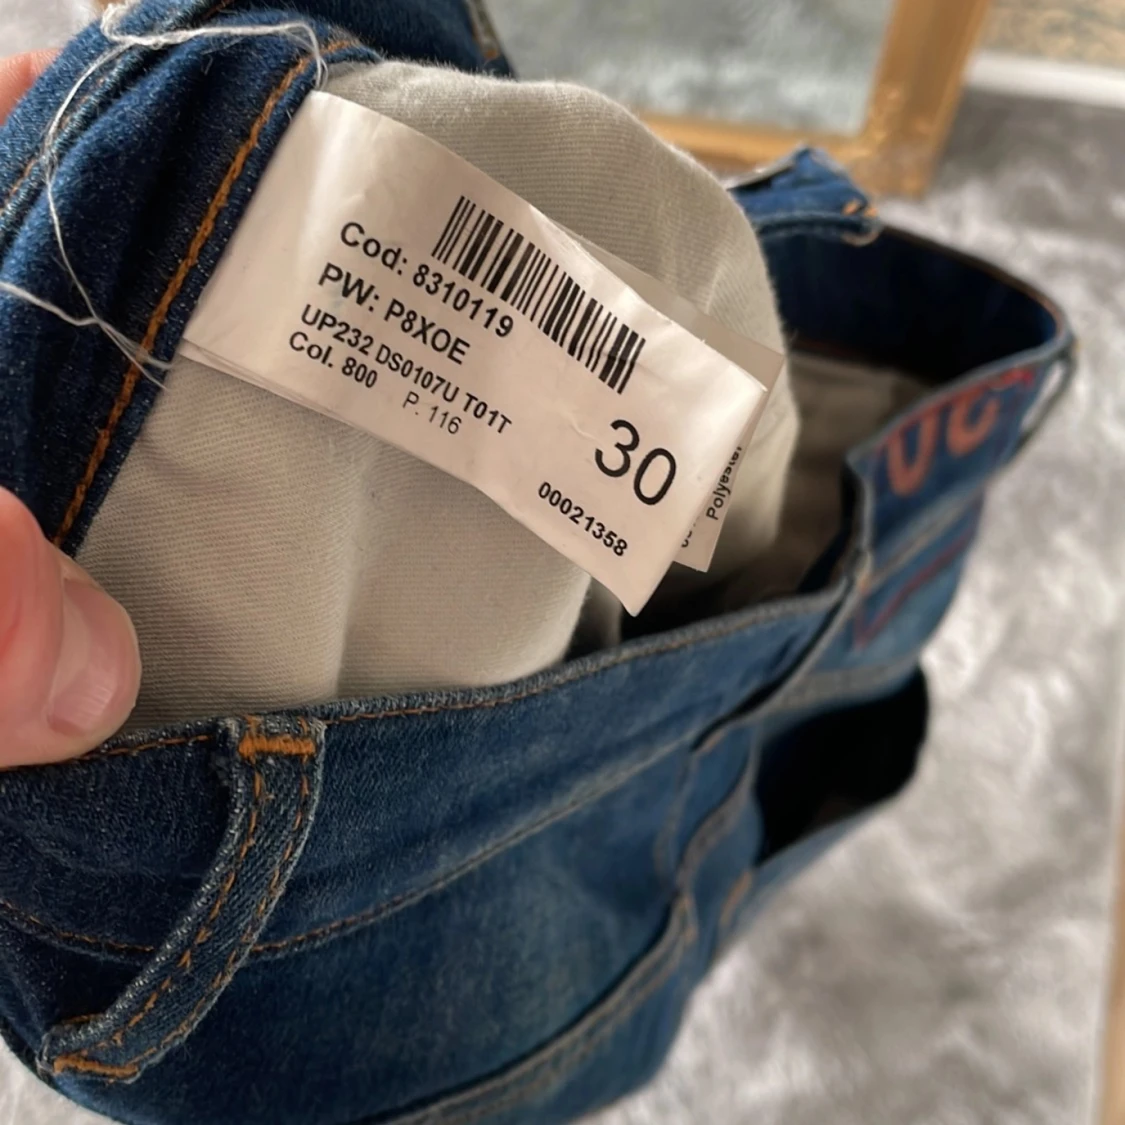 Cod: 8310119
PW: P8XOE
UP232 DS0107U T01T
Col. 800
P. 116
30
00021358
Polyester